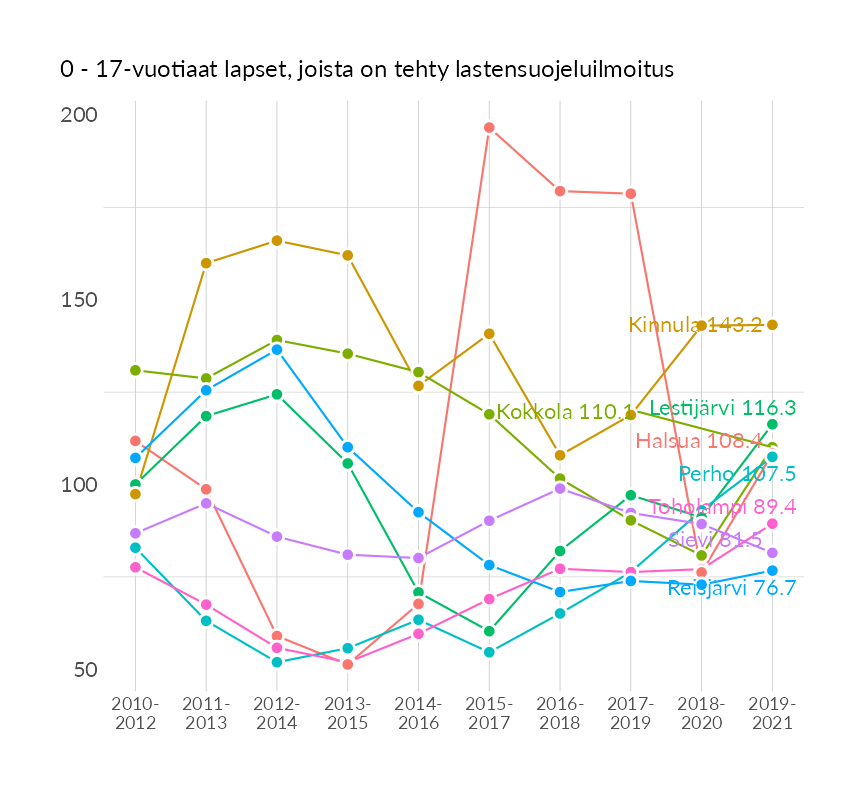 0 - 17-vuotiaat lapset, joista on tehty lastensuojeluilmoitus
200
150
100
50
Kinnula 143.2
Lestijärvi 116.3
Kokkola 110.1
Halsua 108.4
Perho 107.5
Toholampi 89.4
Sievi 81.5
Reisjärvi 76.7
2010-
2012
2011-
2013
2012-
2014
2013-
2015
2014-
2016
2015-
2017
2016-
2018
2017-
2019
2018-
2020
2019-
2021